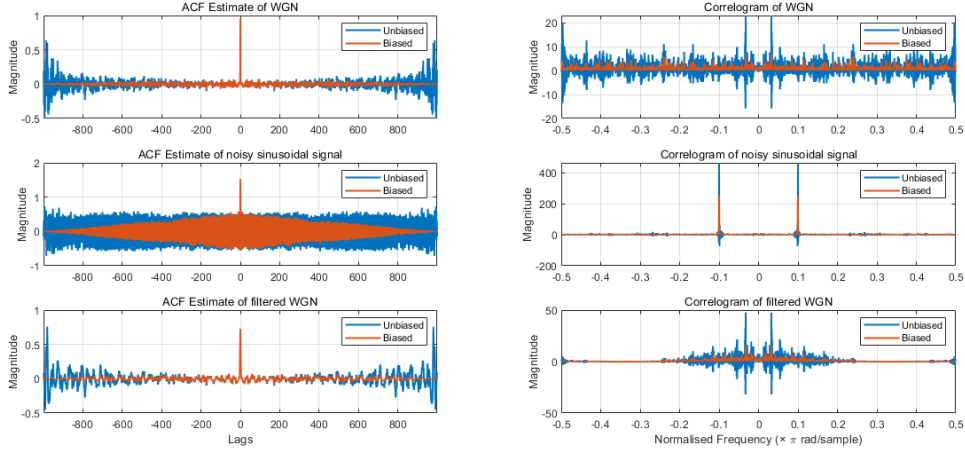 ACF Estimate of WGN
Magnitude
1
0.5
0
-0.5
-800 -600 -400 -200 0 200 400 600 800
Unbiased
Biased
Correlogram of WGN
Magnitude
20
10
0
-10
20
-0.5 -0.4 -0.3 -0.2 -0.1 0 0.1 0.2 0.3 0.4 0.5
Unbiased
Biased
ACF Estimate of noisy sinusoidal signal
Magnitude
2
1
0
-1
-800 -600 -400 -200 0 200 400 600 800
Unbiased
Biased
Correlogram of noisy sinusoidal signal
Magnitude
400
200
0
-200
-0.5 -0.4 -0.3 -0.2 -0.1 0 0.1 0.2 0.3 0.4 0.5
Unbiased
Biased
ACF Estimate of filtered WGN
Magnitude
1
0.5
0
-0.5
-800 -600 -400 -200 0 200 400 600 800
Lags
Unbiased
Biased
Correlogram of filtered WGN
Magnitude
50
0
-50
-0.5 -0.4 -0.3 -0.2 -0.1 0 0.1 0.2 0.3 0.4 0.5
Normalised Frequency (× π rad/sample)
Unbiased
Biased